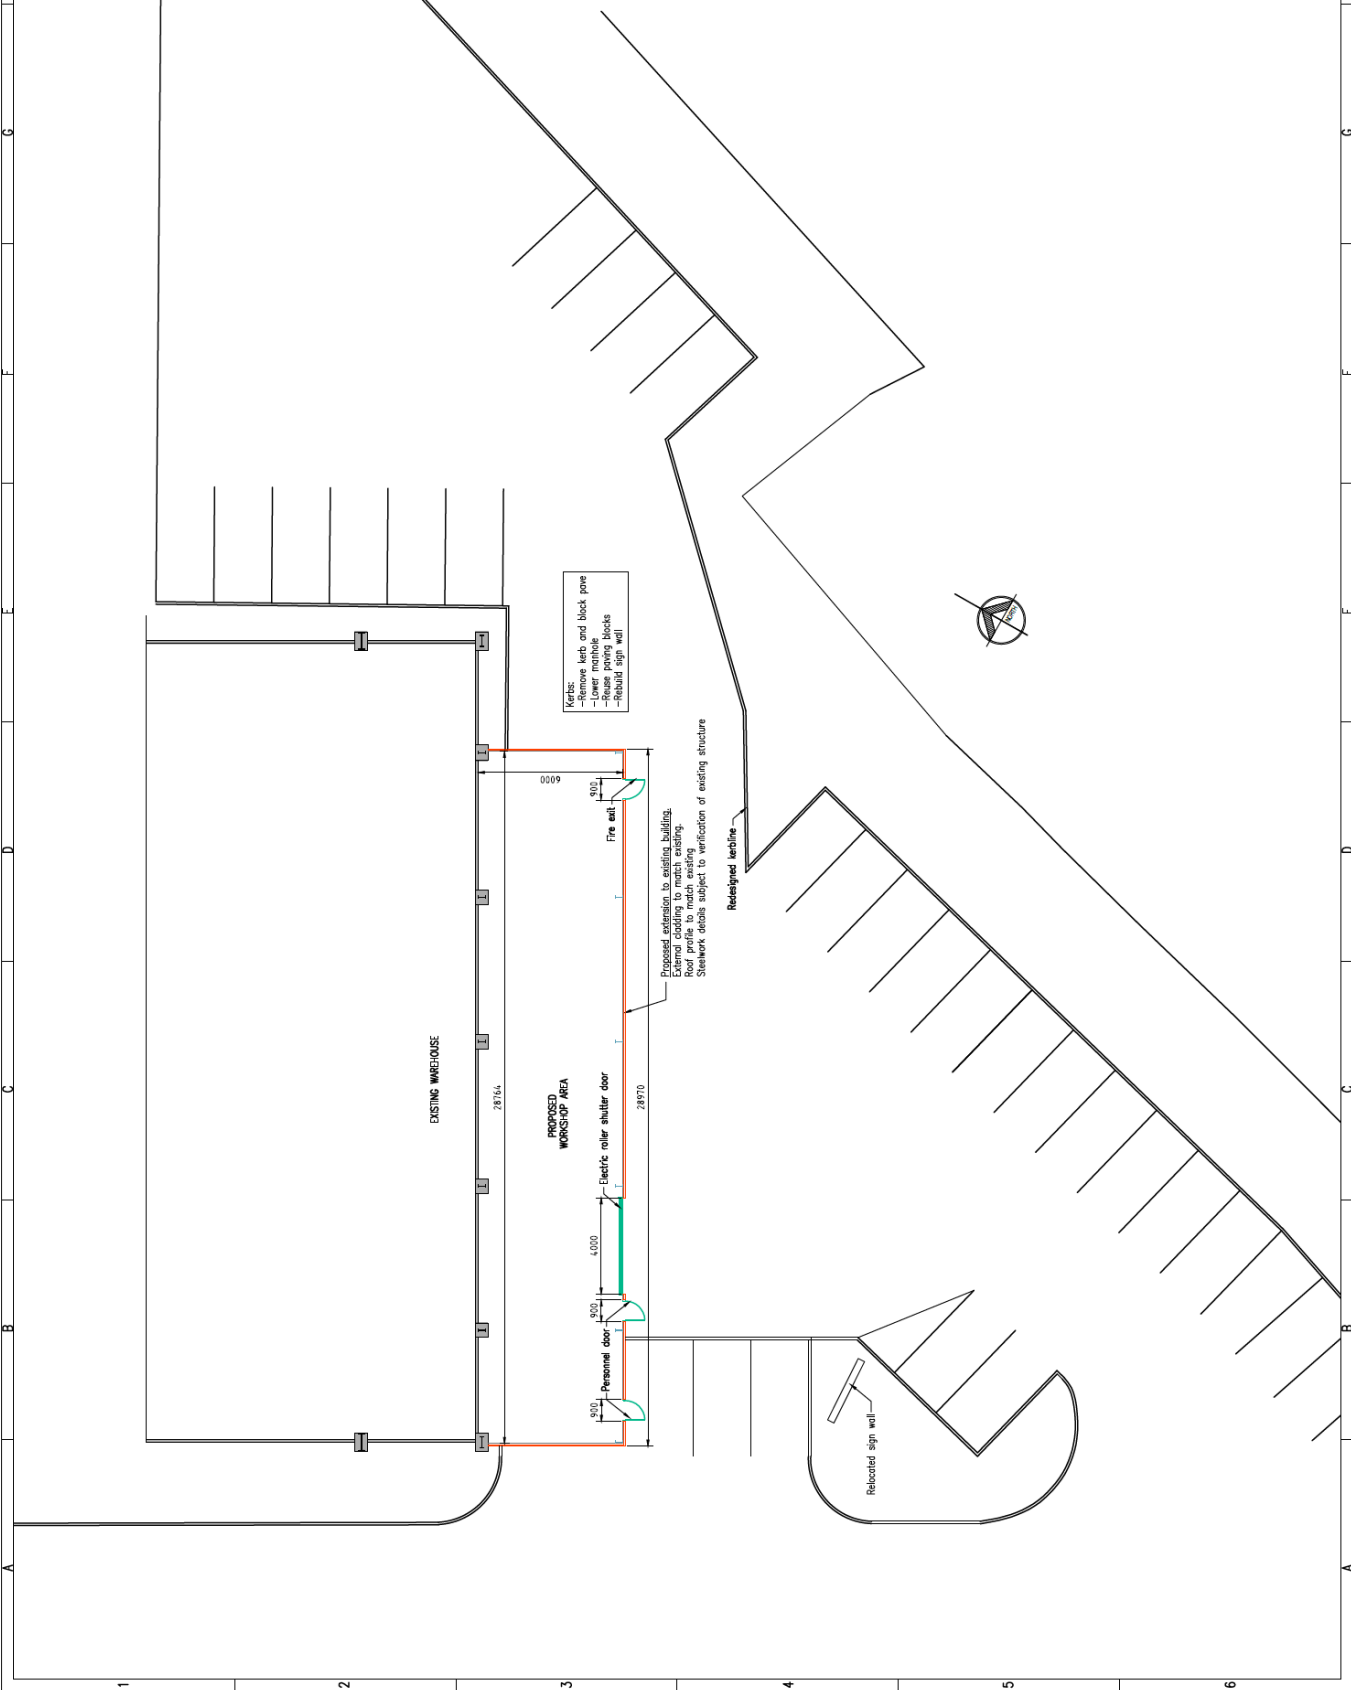 G
F
E
D
C
B
A
G
F
E
D
C
B
A
1
2
3
4
5
6
EXISTING WAREHOUSE
28764
6000
PROPOSED
WORKSHOP AREA
Kerbs:
-Remove kerb and block pave
-Lower manhole
-Reuse paving blocks
-Rebuild sign wall
900
Fire exit
Electric roller shutter door
4000
900
Personnel door
900
28970
Proposed extension to existing building.
External cladding to match existing.
Roof profile to match existing
Steelwork details subject to verification of existing structure
Redesigned kerbline
Relocated sign wall
NORTH